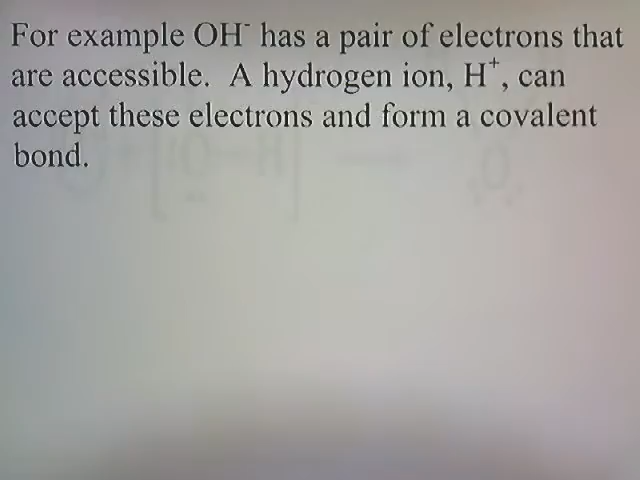 For example OH⁻ has a pair of electrons that
are accessible. A hydrogen ion, H⁺, can
accept these electrons and form a covalent
bond.